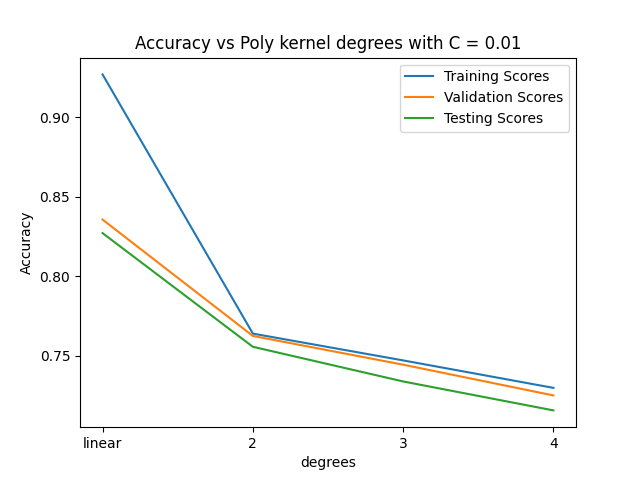 Accuracy vs Poly kernel degrees with C = 0.01
Training Scores
Validation Scores
Testing Scores
0.90
0.85
0.80
0.75
Accuracy
linear
2
3
4
degrees